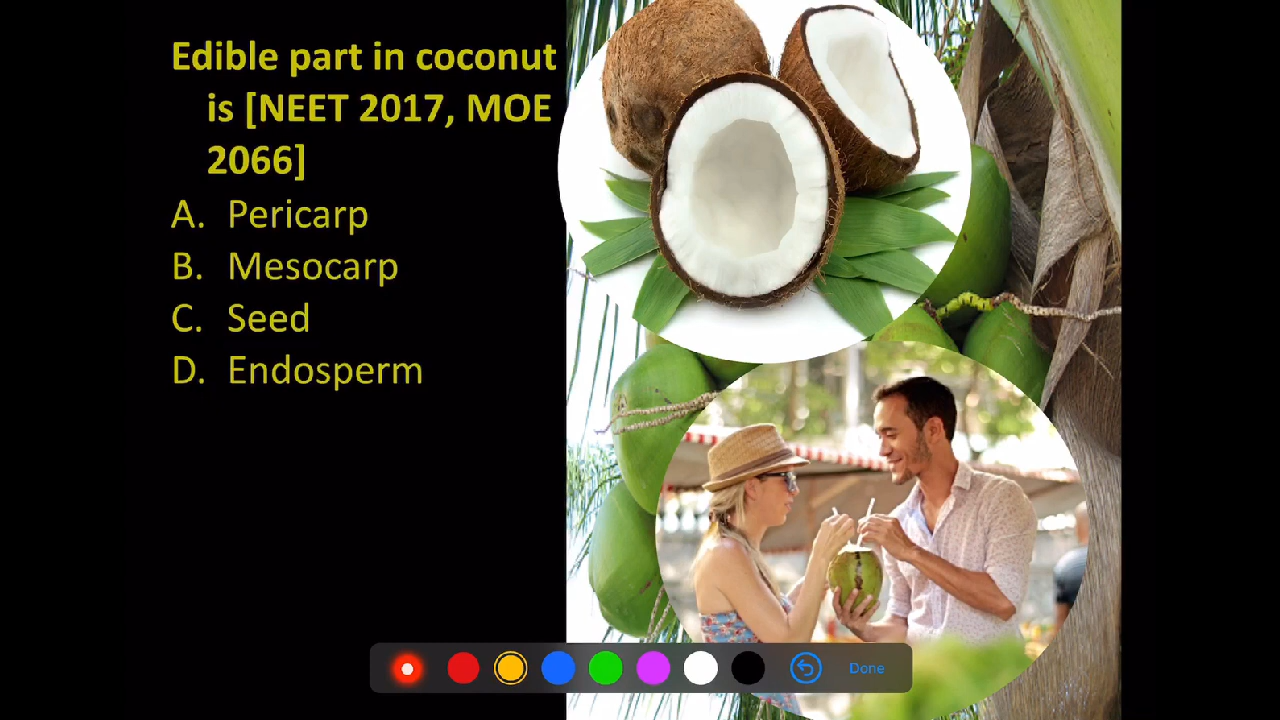 Edible part in coconut
is [NEET 2017, MOE
2066]
A. Pericarp
B. Mesocarp
C. Seed
D. Endosperm
Done